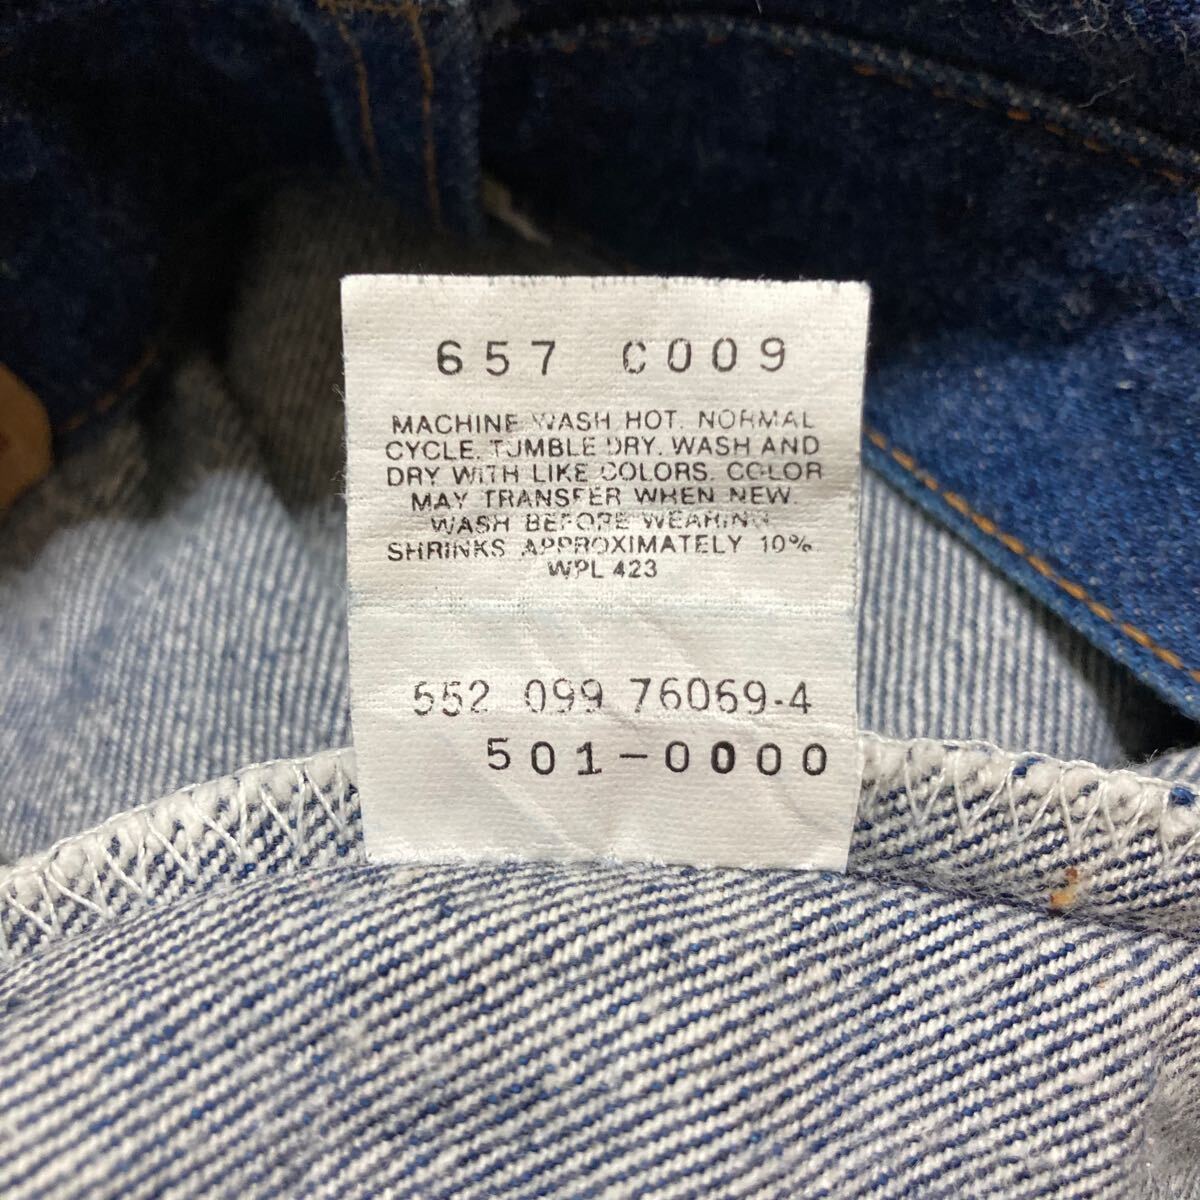 657 C009
MACHINE WASH HOT. NORMAL
CYCLE. TUMBLE DRY. WASH AND
DRY WITH LIKE COLORS. COLOR
MAY TRANSFER WHEN NEW.
WASH BEFORE WEARING.
SHRINKS APPROXIMATELY 10%.
WPL 423
552 099 76069-4
501-0000